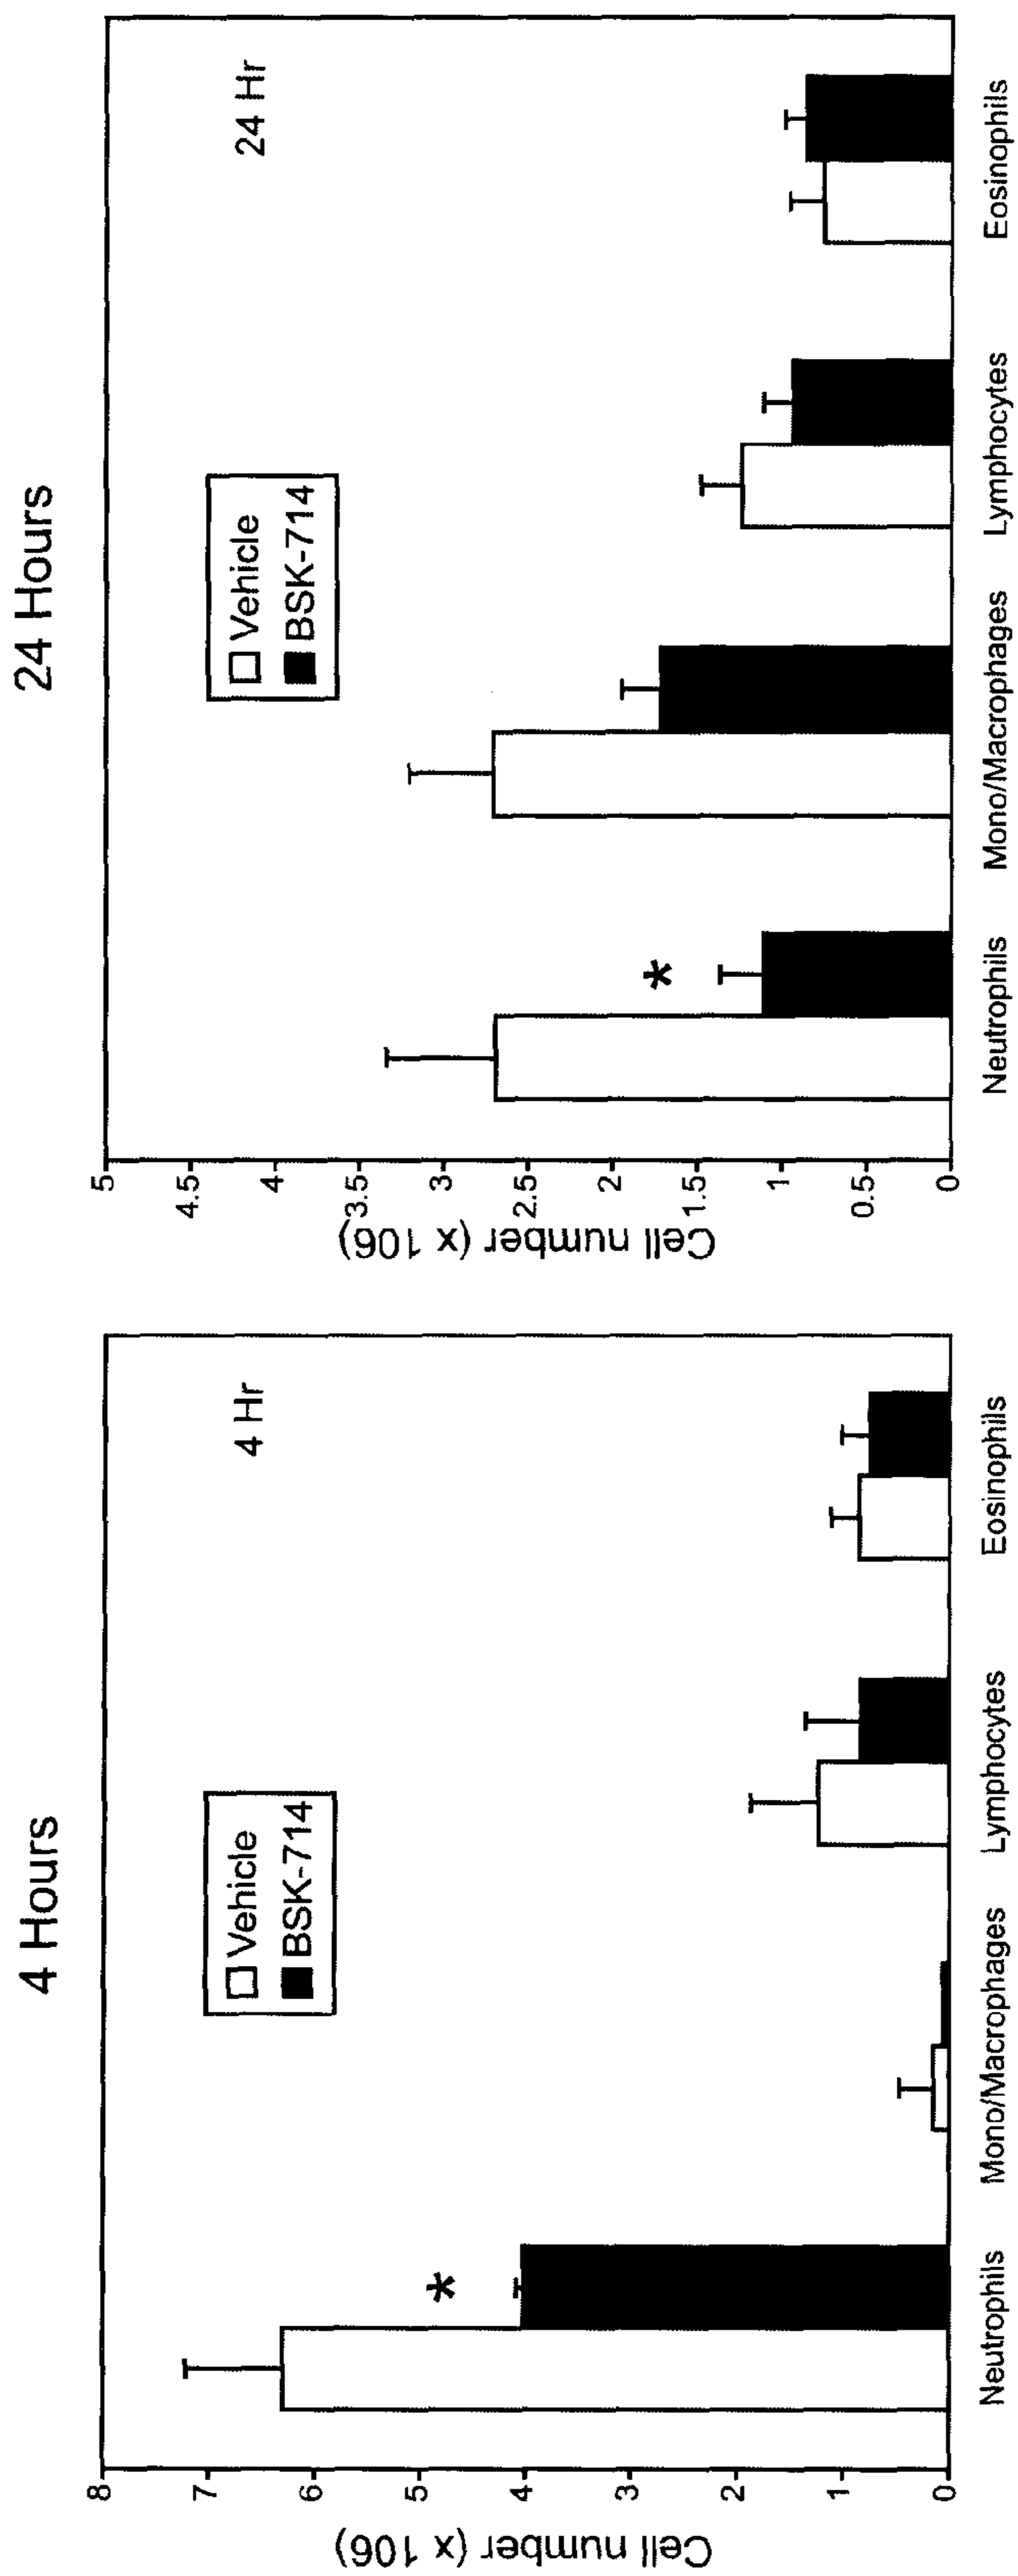 4 Hours
8
7
6
5
4
3
2
1
0
Cell number (x 106)
4 Hr
Vehicle
BSK-714
*
Neutrophils
Mono/Macrophages
Lymphocytes
Eosinophils
24 Hours
5
4.5
4
3.5
3
2.5
2
1.5
1
0.5
0
Cell number (x 106)
24 Hr
Vehicle
BSK-714
*
Neutrophils
Mono/Macrophages
Lymphocytes
Eosinophils